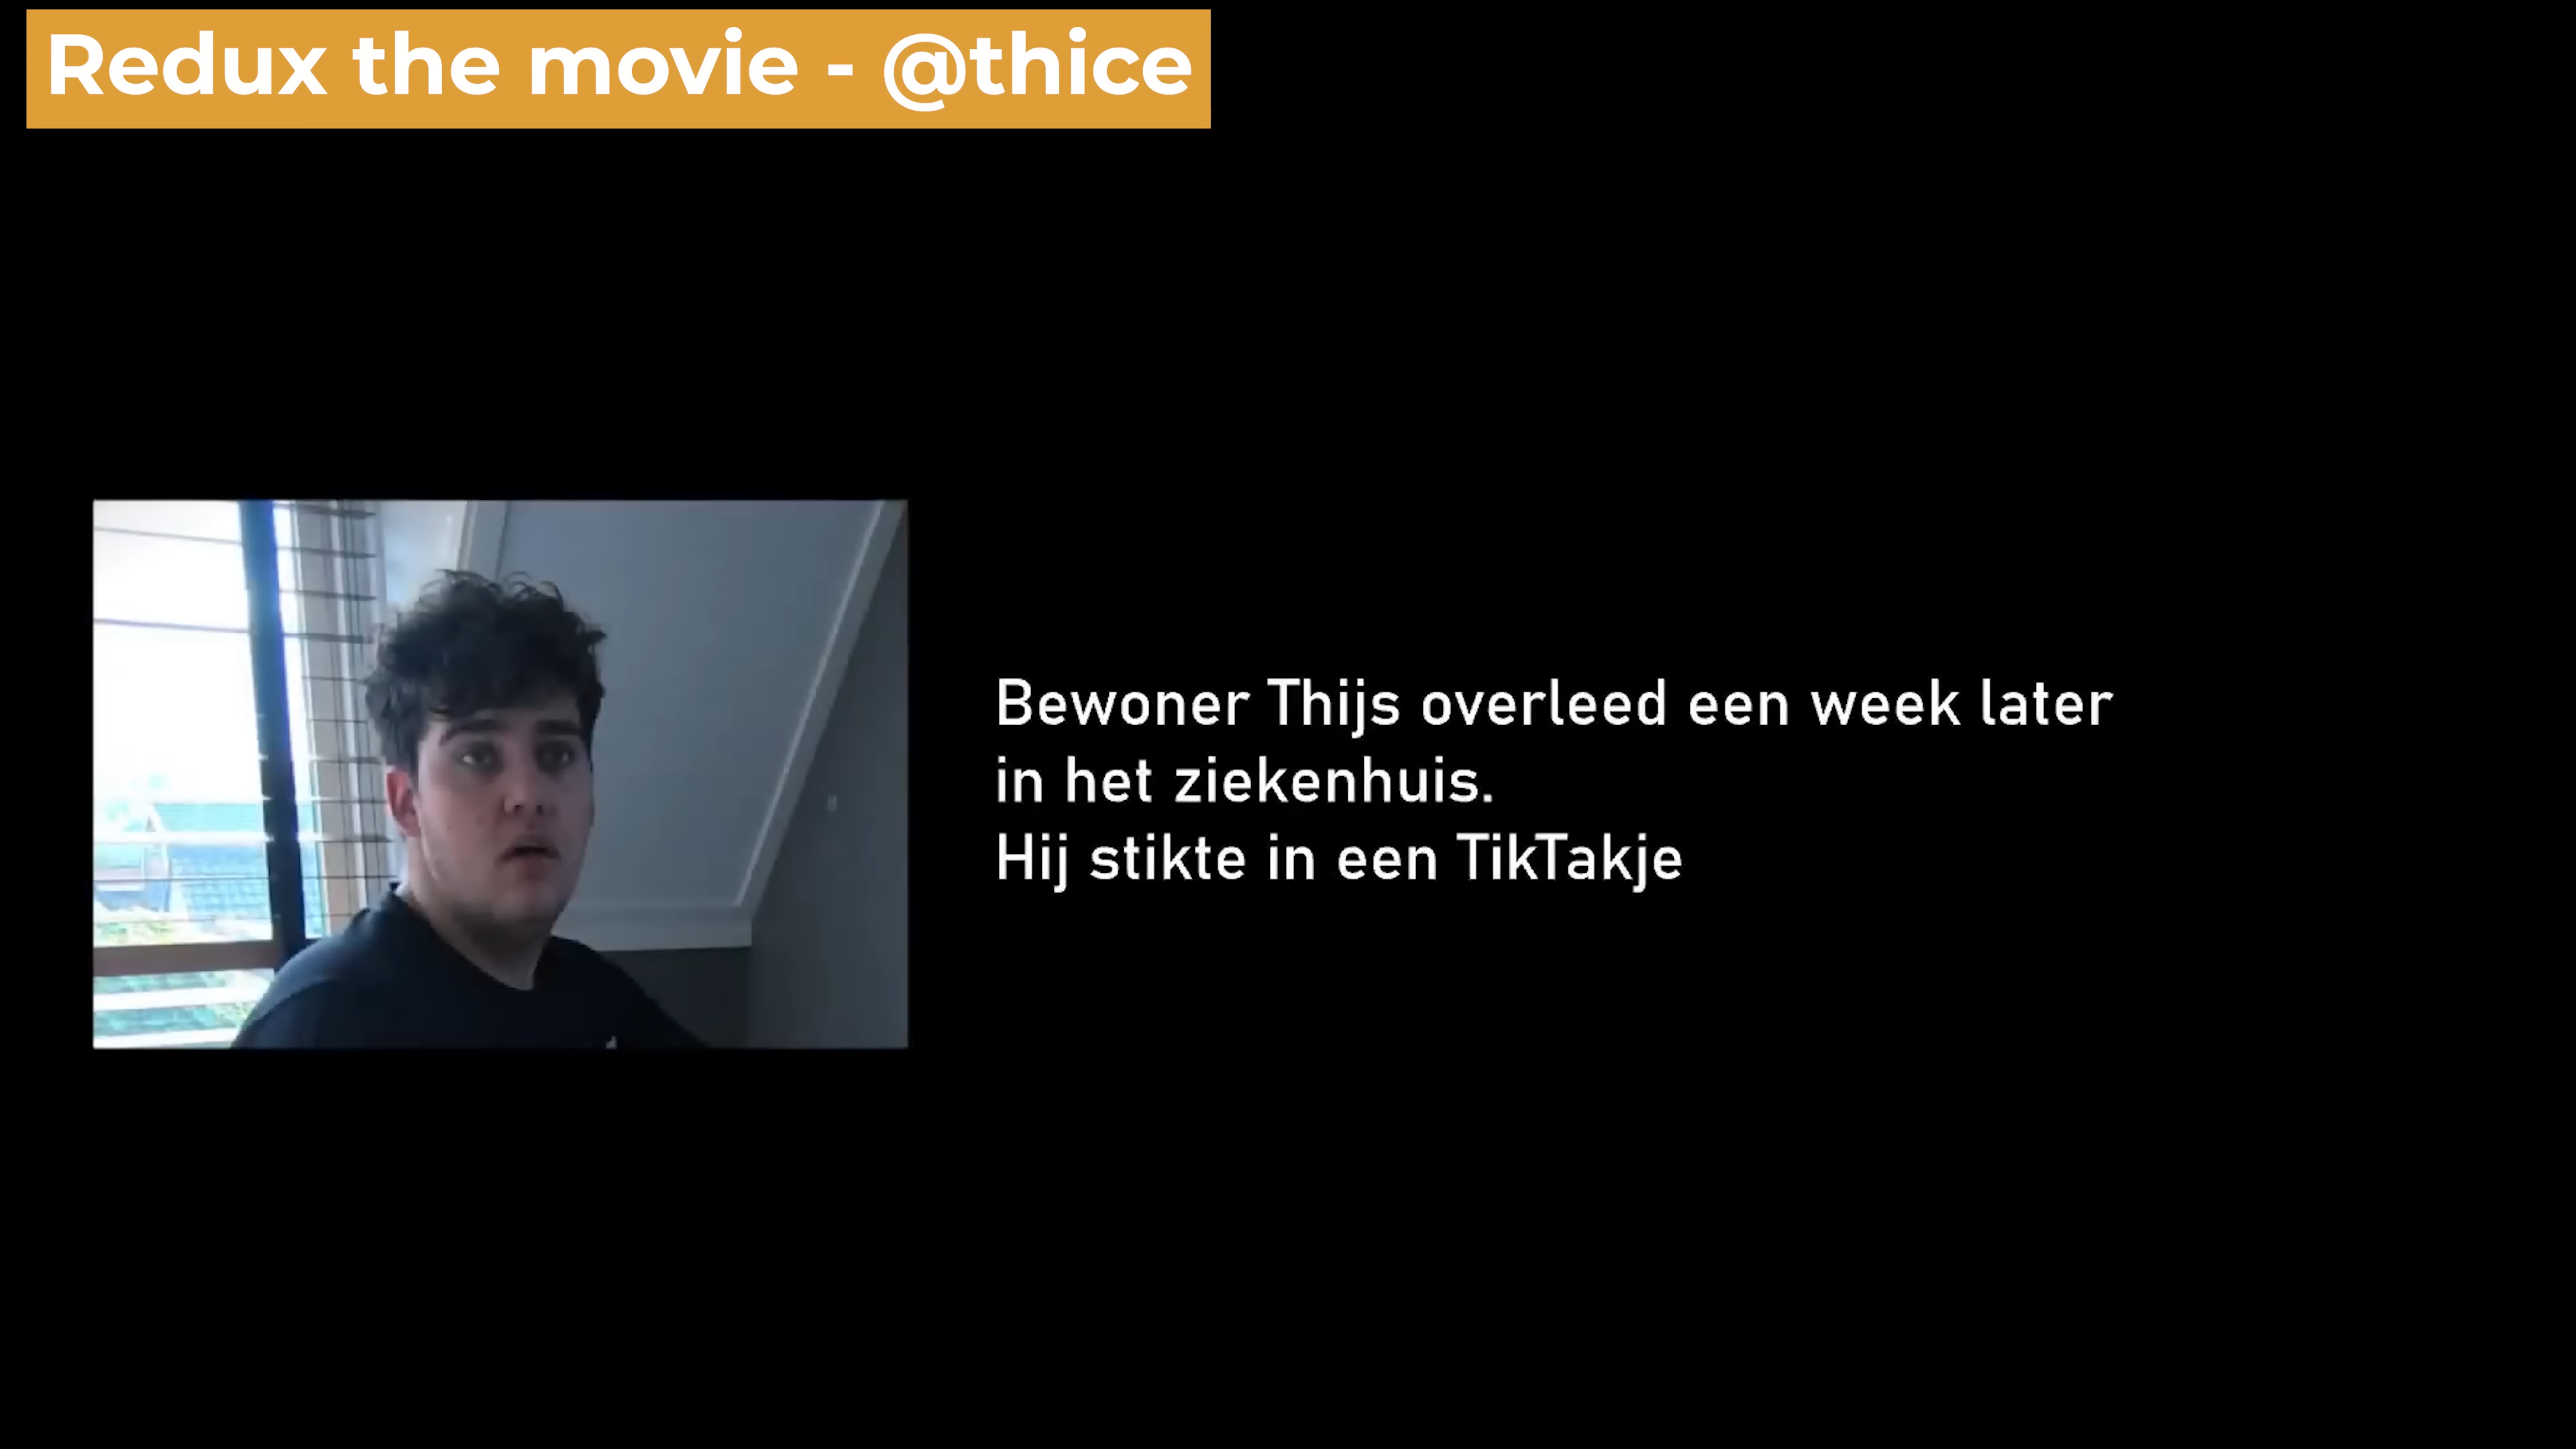 Redux the movie - @thice
Bewoner Thijs overleed een week later
in het ziekenhuis.
Hij stikte in een TikTakje